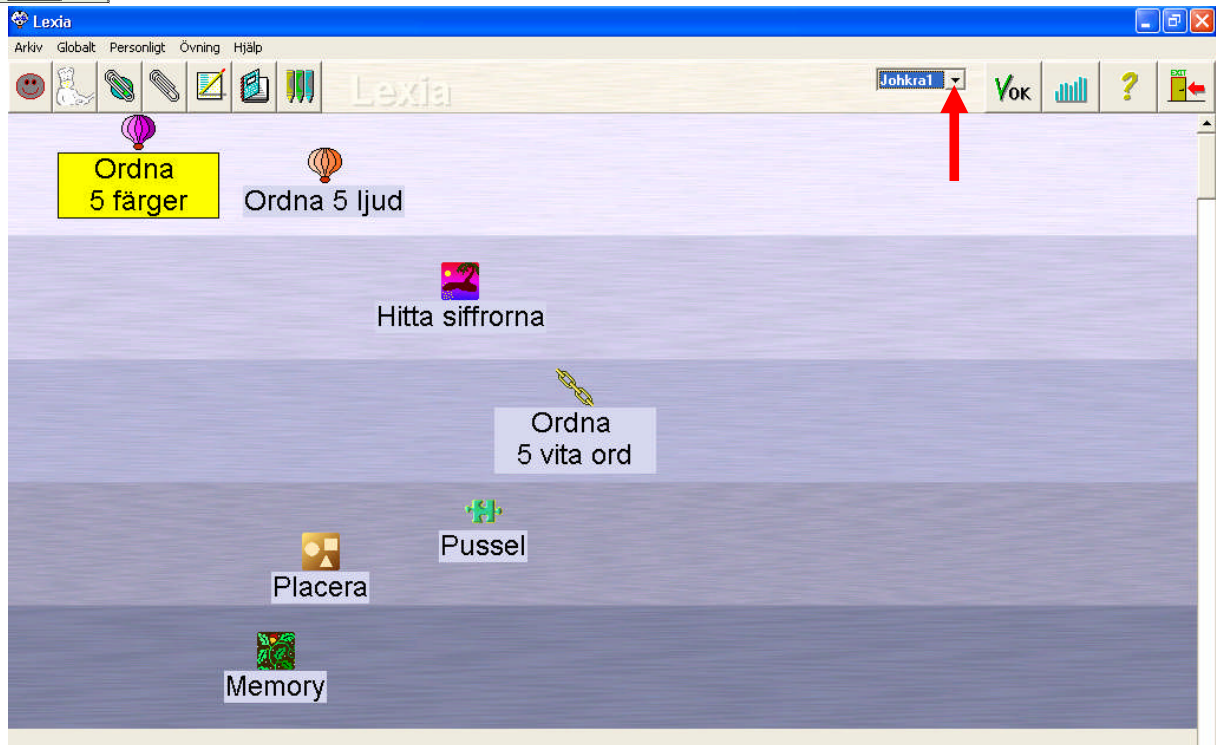 Lexia
Arkiv Globalt Personligt Övning Hjälp
Lexia
Johkra1
VOK
?
EXIT
Ordna
5 färger
Ordna 5 ljud
Hitta siffrorna
Ordna
5 vita ord
Pussel
Placera
Memory